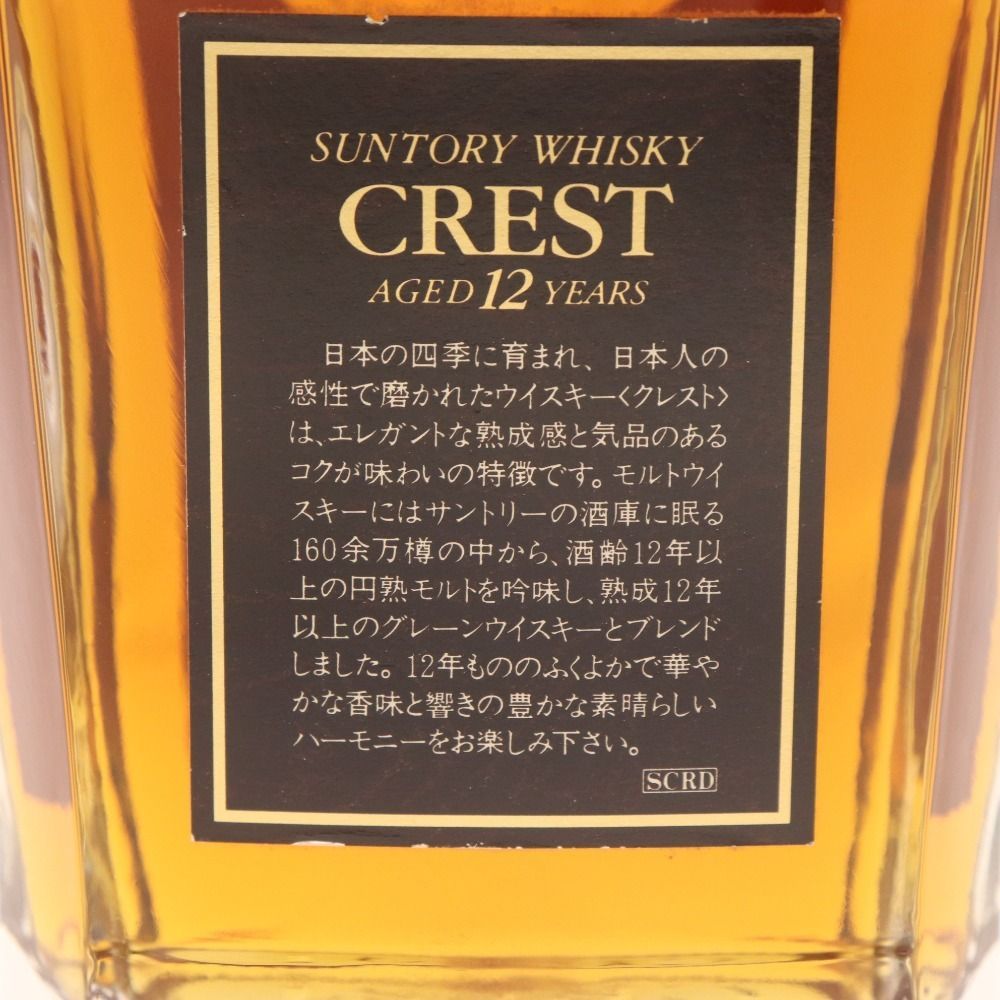 SUNTORY WHISKY
CREST
AGED 12 YEARS
日本の四季に育まれ、日本人の
感性で磨かれたウイスキー〈クレスト〉
は、エレガントな熟成感と気品のある
コクが味わいの特徴です。モルトウイ
スキーにはサントリーの酒庫に眠る
160余万樽の中から、酒齢12年以
上の円熟モルトを吟味し、熟成12年
以上のグレーンウイスキーとブレンド
しました。12年もののふくよかで華や
かな香味と響きの豊かな素晴らしい
ハーモニーをお楽しみ下さい。
SCRD